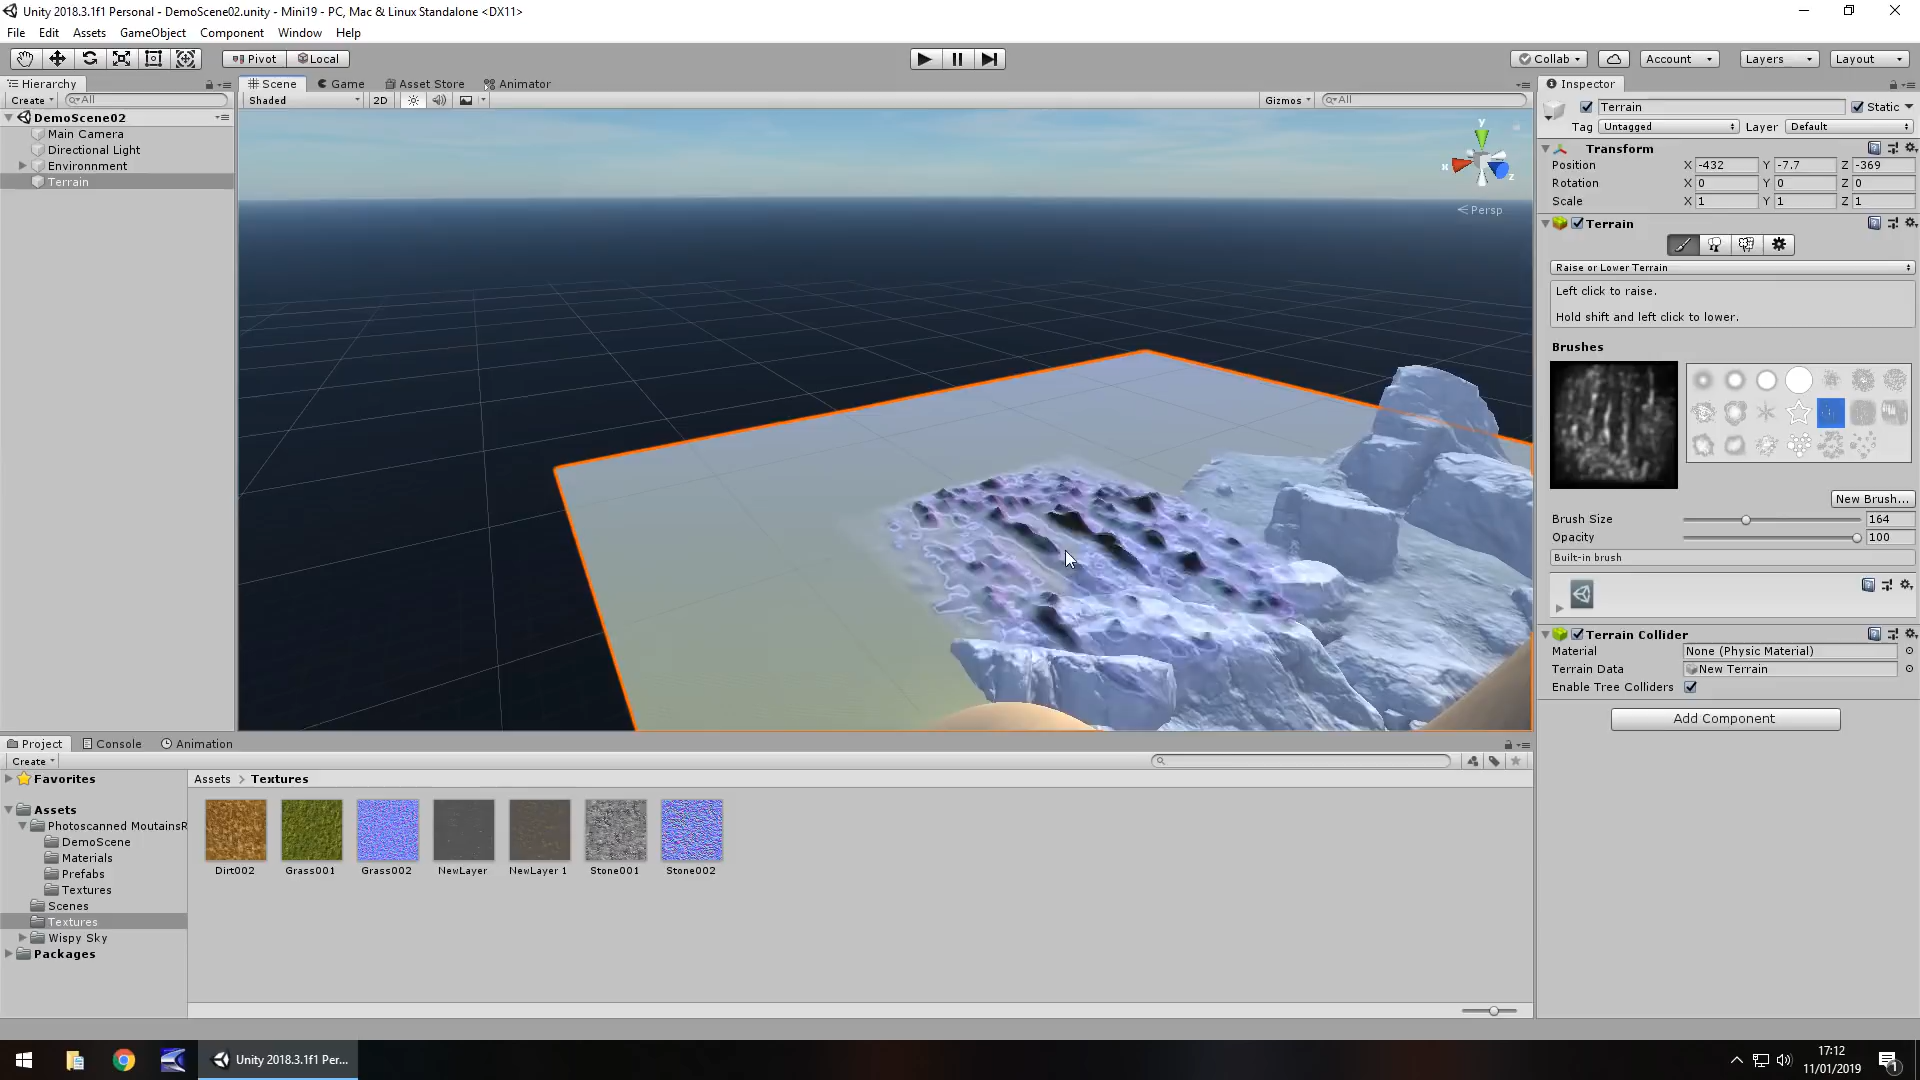 Unity 2018.3.1f1 Personal - DemoScene02.unity - Mini19 - PC, Mac & Linux Standalone <DX11>
File Edit Assets GameObject Component Window Help
Pivot Local Collab Account Layers Layout
Hierarchy
Create All
DemoScene02
Main Camera
Directional Light
Environnment
Terrain
Scene Game Asset Store Animator
Shaded 2D Gizmos All
y
x
z
Persp
Inspector
Terrain Static
Tag Untagged Layer Default
Transform
Position X -432 Y -7.7 Z -369
Rotation X 0 Y 0 Z 0
Scale X 1 Y 1 Z 1
Terrain
Raise or Lower Terrain
Left click to raise.
Hold shift and left click to lower.
Brushes
New Brush...
Brush Size 164
Opacity 100
Built-in brush
Terrain Collider
Material None (Physic Material)
Terrain Data New Terrain
Enable Tree Colliders
Add Component
Project Console Animation
Create
Favorites
Assets
Photoscanned MoutainsR
DemoScene
Materials
Prefabs
Textures
Scenes
Textures
Wispy Sky
Packages
Assets > Textures
Dirt002 Grass001 Grass002 NewLayer NewLayer 1 Stone001 Stone002
Unity 2018.3.1f1 Per...
17:12
11/01/2019
1